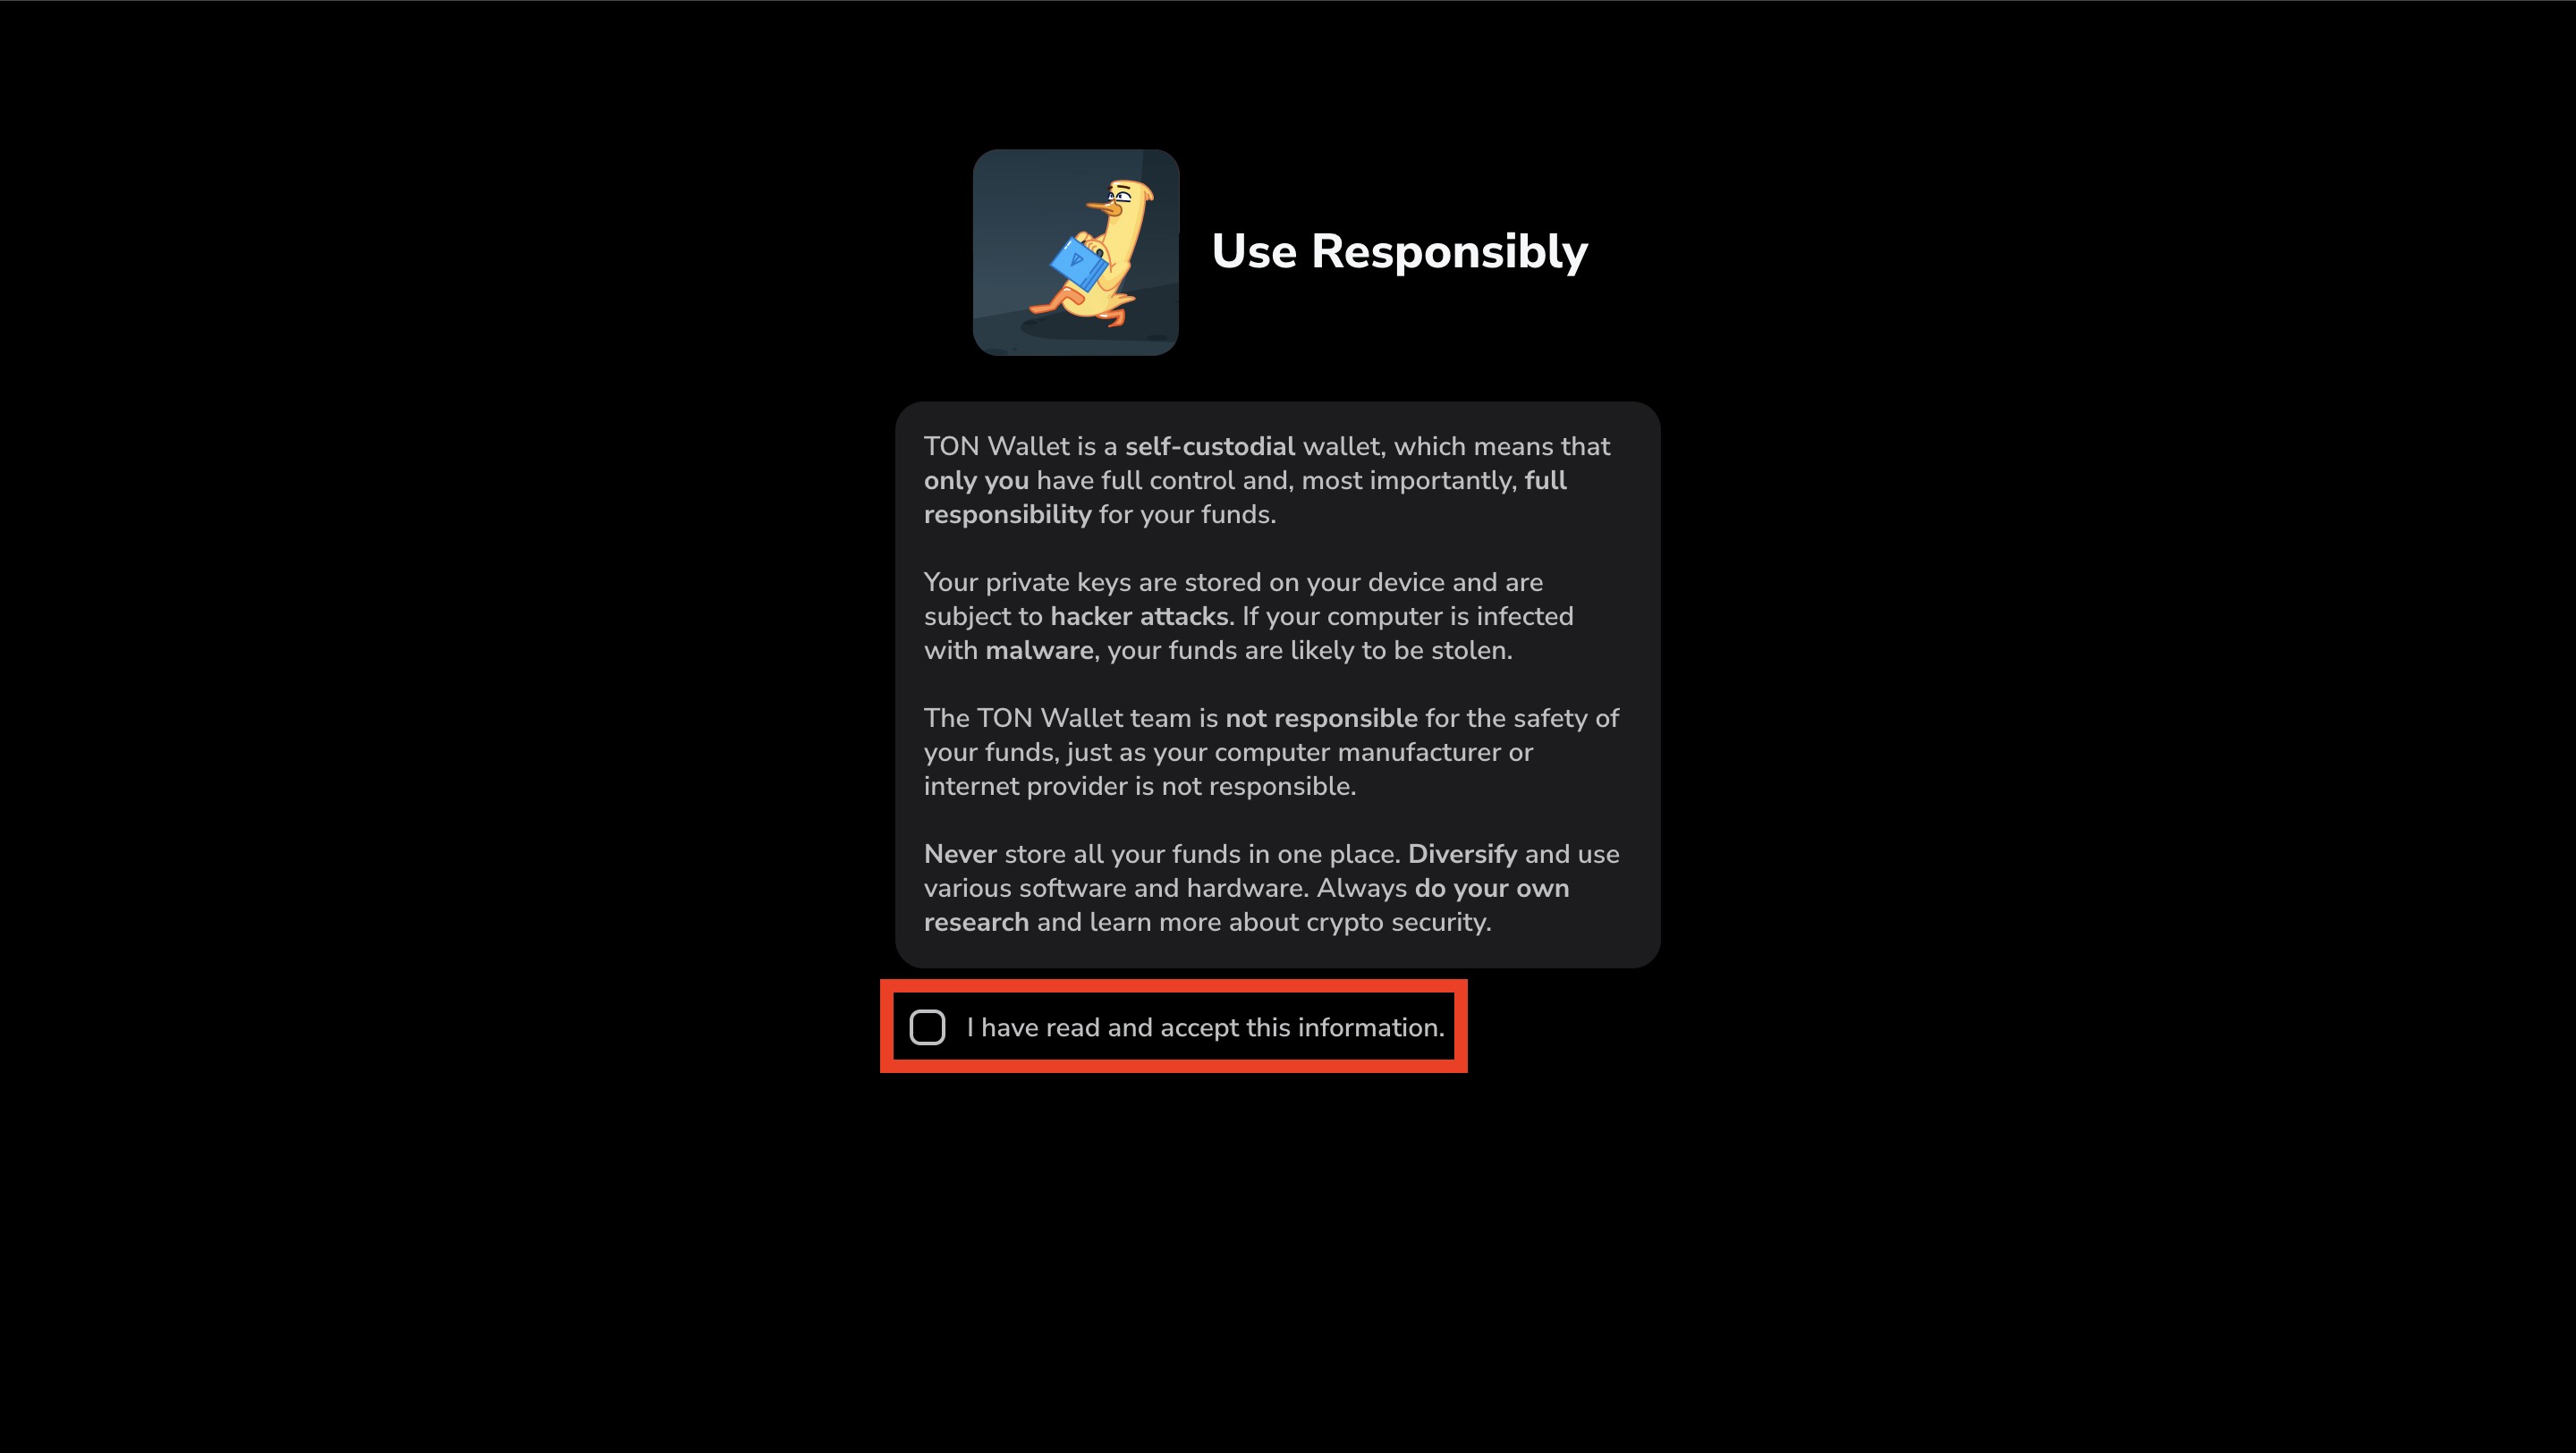 Use Responsibly
TON Wallet is a self-custodial wallet, which means that
only you have full control and, most importantly, full
responsibility for your funds.
Your private keys are stored on your device and are
subject to hacker attacks. If your computer is infected
with malware, your funds are likely to be stolen.
The TON Wallet team is not responsible for the safety of
your funds, just as your computer manufacturer or
internet provider is not responsible.
Never store all your funds in one place. Diversify and use
various software and hardware. Always do your own
research and learn more about crypto security.
I have read and accept this information.